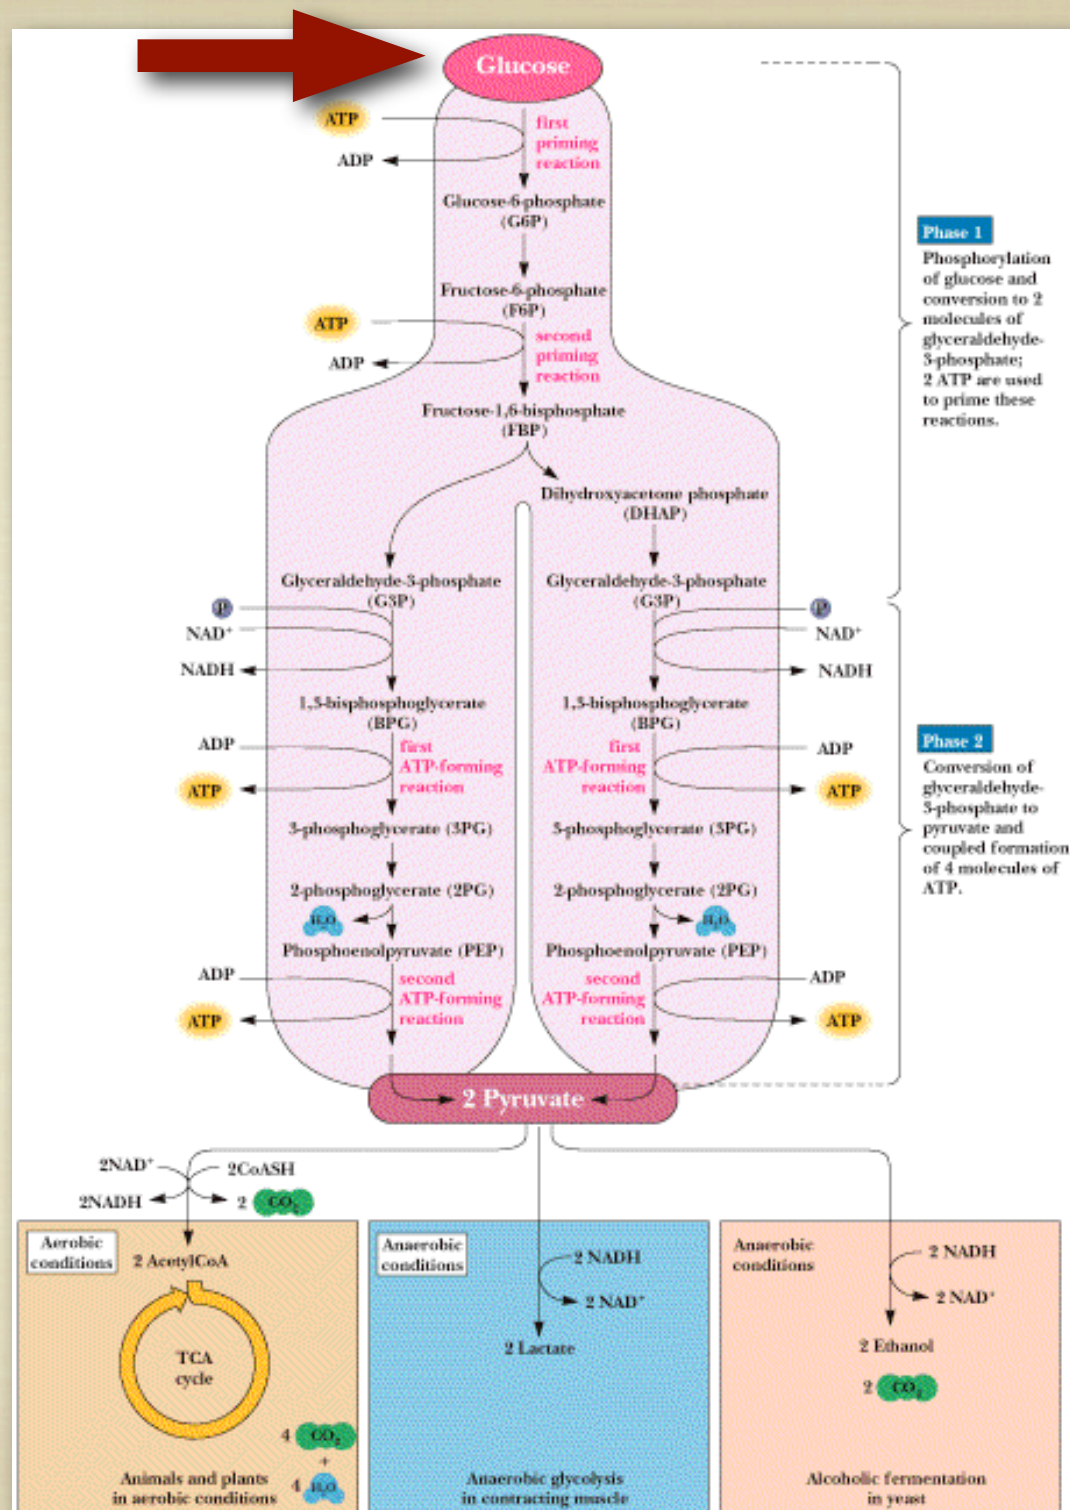 Glucose
ATP
first
priming
reaction
ADP
Glucose-6-phosphate
(G6P)
Fructose-6-phosphate
(F6P)
ATP
second
priming
reaction
ADP
Fructose-1,6-bisphosphate
(FBP)
Dihydroxyacetone phosphate
(DHAP)
Phase 1
Phosphorylation
of glucose and
conversion to 2
molecules of
glyceraldehyde-
3-phosphate;
2 ATP are used
to prime these
reactions.
Glyceraldehyde-3-phosphate
(G3P)
P
NAD+
NADH
1,3-bisphosphoglycerate
(BPG)
ADP
first
ATP-forming
reaction
ATP
3-phosphoglycerate (3PG)
2-phosphoglycerate (2PG)
H2O
Phosphoenolpyruvate (PEP)
ADP
second
ATP-forming
reaction
ATP
Glyceraldehyde-3-phosphate
(G3P)
P
NAD+
NADH
1,3-bisphosphoglycerate
(BPG)
first
ATP-forming
reaction
ADP
ATP
3-phosphoglycerate (3PG)
2-phosphoglycerate (2PG)
H2O
Phosphoenolpyruvate (PEP)
second
ATP-forming
reaction
ADP
ATP
Phase 2
Conversion of
glyceraldehyde-
3-phosphate to
pyruvate and
coupled formation
of 4 molecules of
ATP.
2 Pyruvate
2NAD+
2CoASH
2NADH
2 CO2
Aerobic
conditions
2 AcetylCoA
TCA
cycle
4 CO2
+
4 H2O
Animals and plants
in aerobic conditions
Anaerobic
conditions
2 NADH
2 NAD+
2 Lactate
Anaerobic glycolysis
in contracting muscle
Anaerobic
conditions
2 NADH
2 NAD+
2 Ethanol
2 CO2
Alcoholic fermentation
in yeast